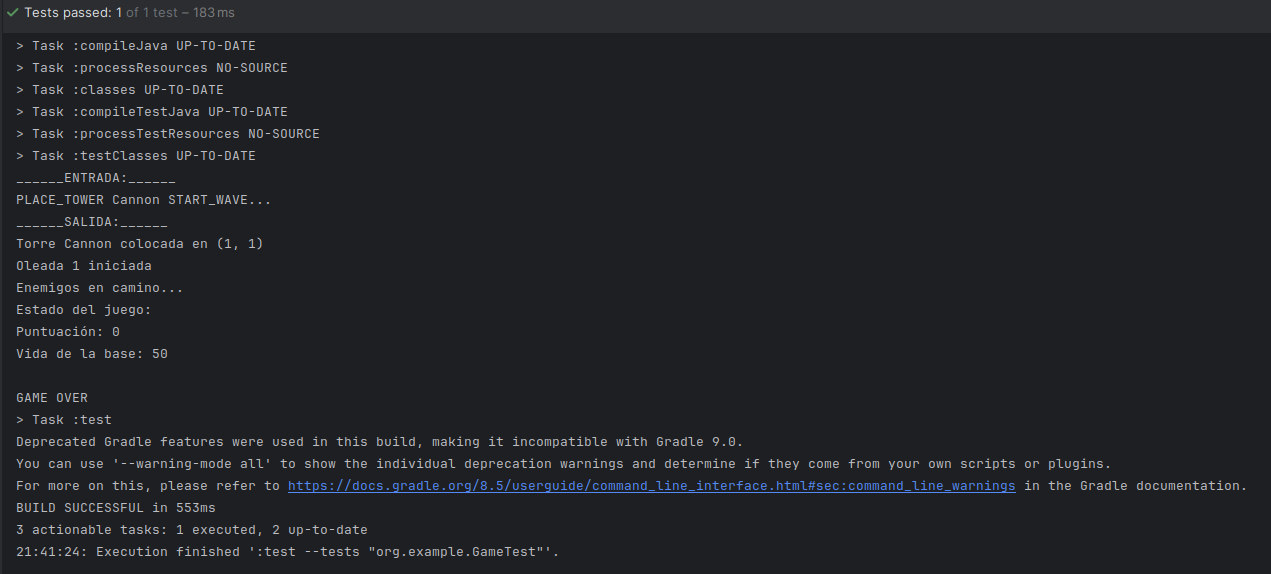 Tests passed: 1 of 1 test – 183 ms
> Task :compileJava UP-TO-DATE
> Task :processResources NO-SOURCE
> Task :classes UP-TO-DATE
> Task :compileTestJava UP-TO-DATE
> Task :processTestResources NO-SOURCE
> Task :testClasses UP-TO-DATE
______ENTRADA:______
PLACE_TOWER Cannon START_WAVE...
______SALIDA:______
Torre Cannon colocada en (1, 1)
Oleada 1 iniciada
Enemigos en camino...
Estado del juego:
Puntuación: 0
Vida de la base: 50
GAME OVER
> Task :test
Deprecated Gradle features were used in this build, making it incompatible with Gradle 9.0.
You can use '--warning-mode all' to show the individual deprecation warnings and determine if they come from your own scripts or plugins.
For more on this, please refer to https://docs.gradle.org/8.5/userguide/command_line_interface.html#sec:command_line_warnings in the Gradle documentation.
BUILD SUCCESSFUL in 553ms
3 actionable tasks: 1 executed, 2 up-to-date
21:41:24: Execution finished ':test --tests "org.example.GameTest"'.